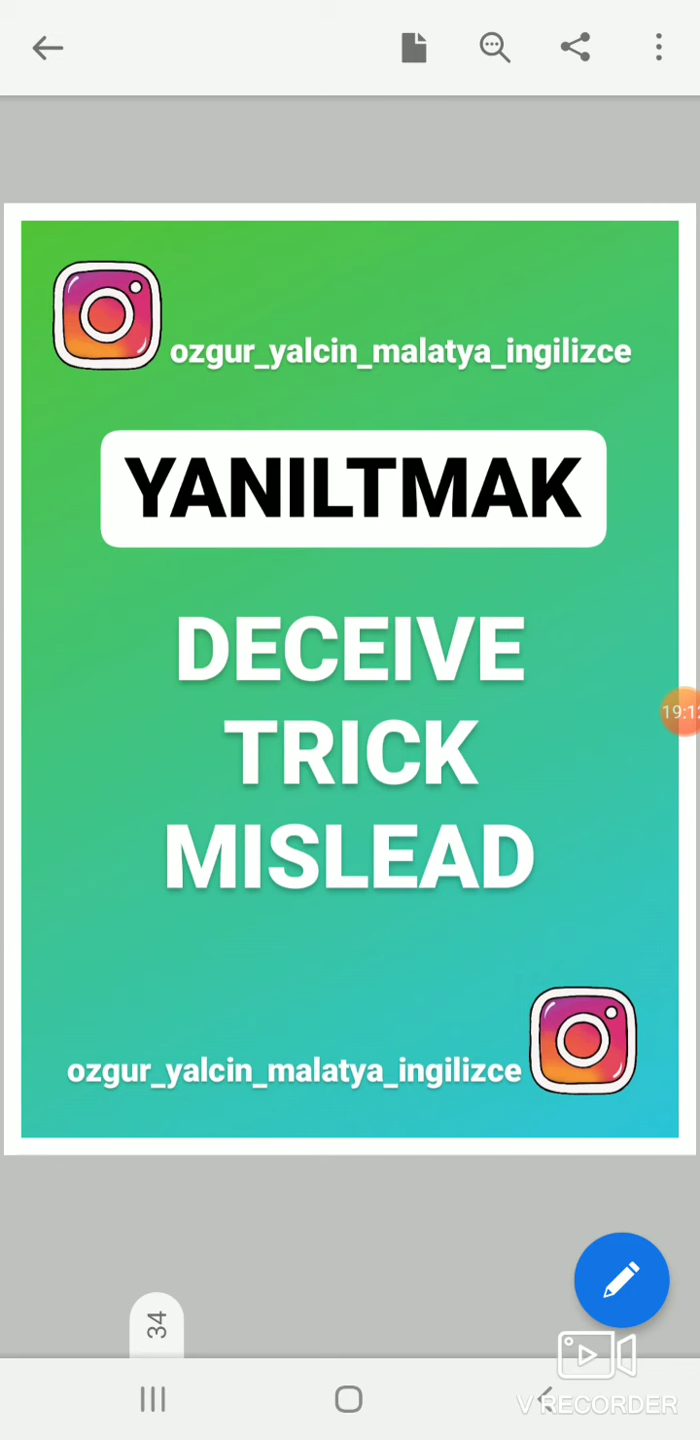 ozgur_yalcin_malatya_ingilizce
YANILTMAK
DECEIVE
TRICK
MISLEAD
ozgur_yalcin_malatya_ingilizce
34
V RECORDER